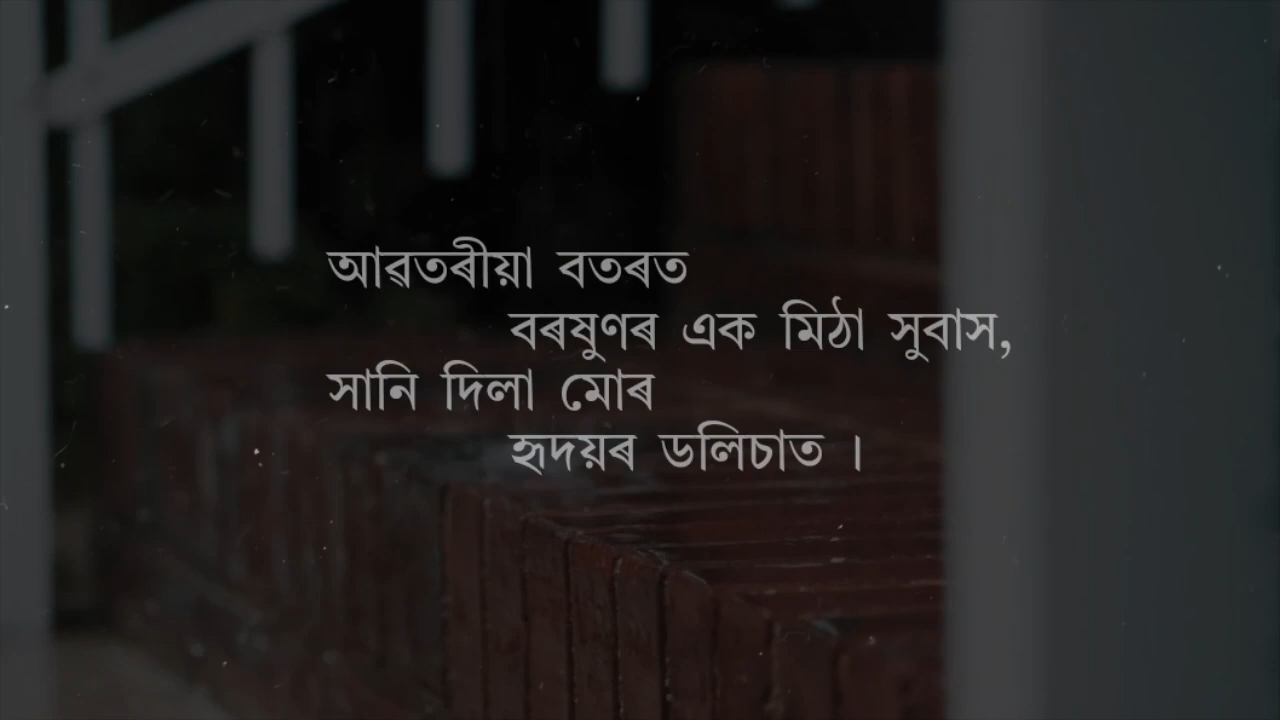 আৱতৰীয়া বতৰত
বৰষুণৰ এক মিঠা সুবাস,
সানি দিলা মোৰ
হৃদয়ৰ ডলিচাত ।